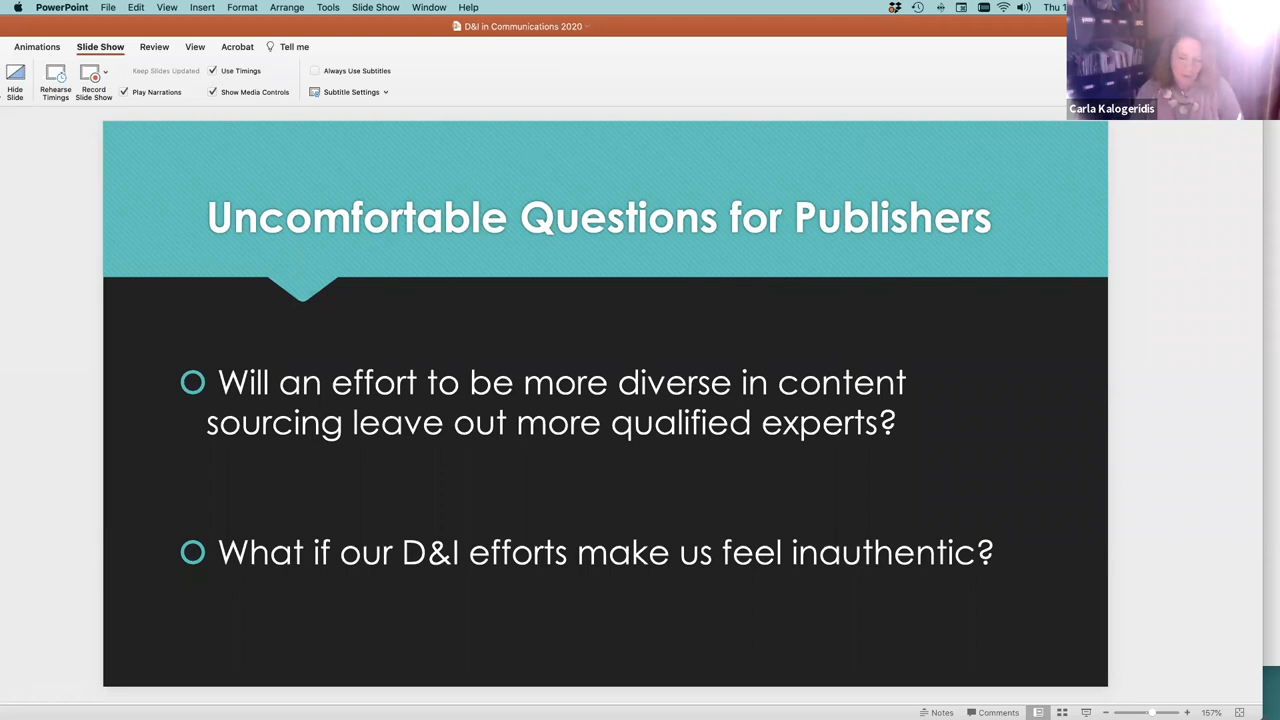 PowerPoint File Edit View Insert Format Arrange Tools Slide Show Window Help Thu 1
D&I in Communications 2020
Animations Slide Show Review View Acrobat Tell me
Hide Slide
Rehearse Timings
Record Slide Show
Keep Slides Updated
Use Timings
Always Use Subtitles
Play Narrations
Show Media Controls
Subtitle Settings
Carla Kalogeridis
Uncomfortable Questions for Publishers
Will an effort to be more diverse in content
sourcing leave out more qualified experts?
What if our D&I efforts make us feel inauthentic?
Notes Comments 157%